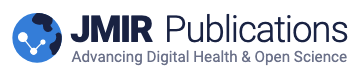 JMIR Publications
Advancing Digital Health & Open Science